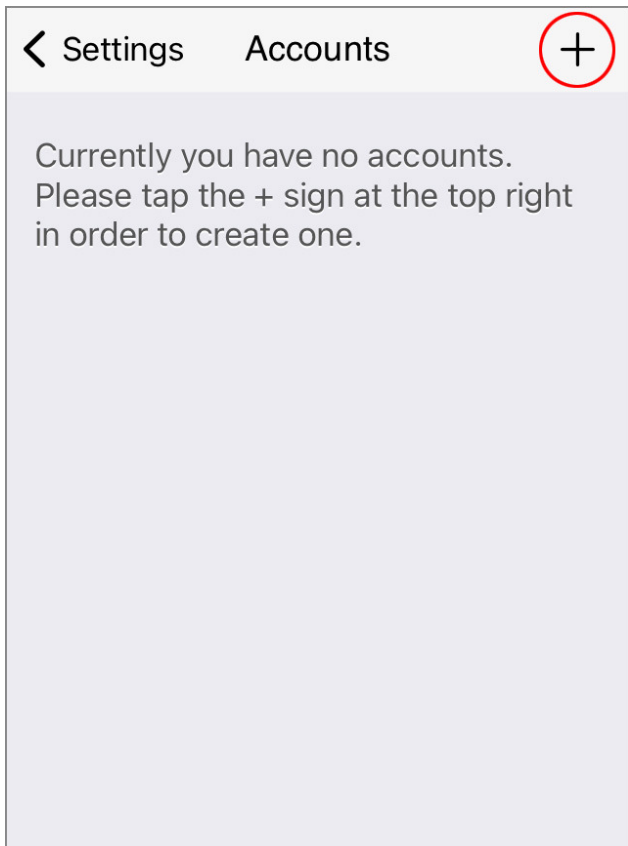 Settings Accounts +
Currently you have no accounts.
Please tap the + sign at the top right
in order to create one.